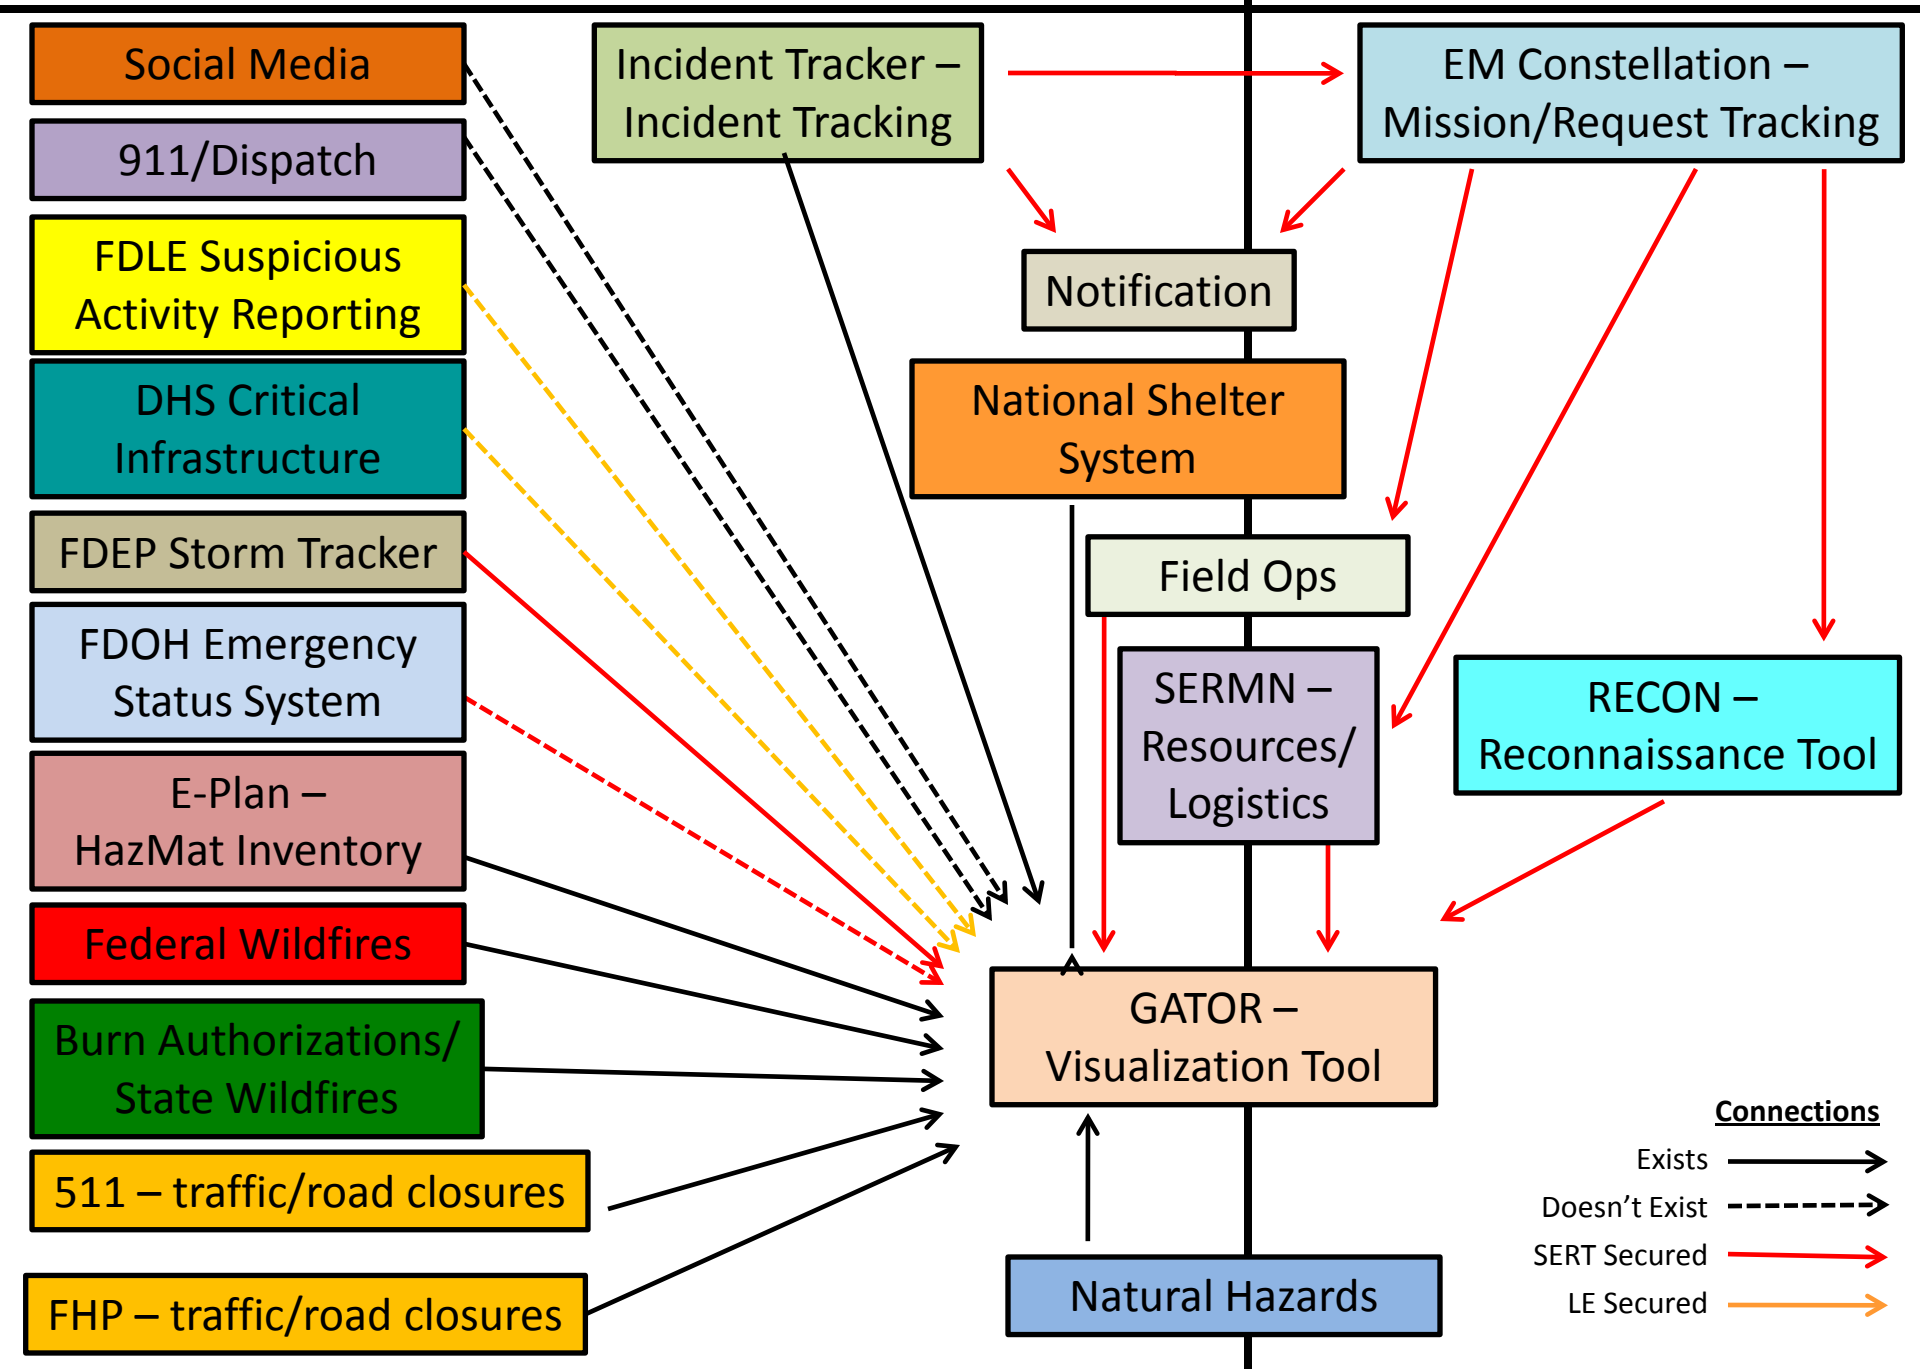 Social Media
911/Dispatch
FDLE Suspicious
Activity Reporting
DHS Critical
Infrastructure
FDEP Storm Tracker
FDOH Emergency
Status System
E-Plan –
HazMat Inventory
Federal Wildfires
Burn Authorizations/
State Wildfires
511 – traffic/road closures
FHP – traffic/road closures
Incident Tracker –
Incident Tracking
EM Constellation –
Mission/Request Tracking
Notification
National Shelter
System
Field Ops
SERMN –
Resources/
Logistics
RECON –
Reconnaissance Tool
GATOR –
Visualization Tool
Natural Hazards
Connections
Exists
Doesn’t Exist
SERT Secured
LE Secured